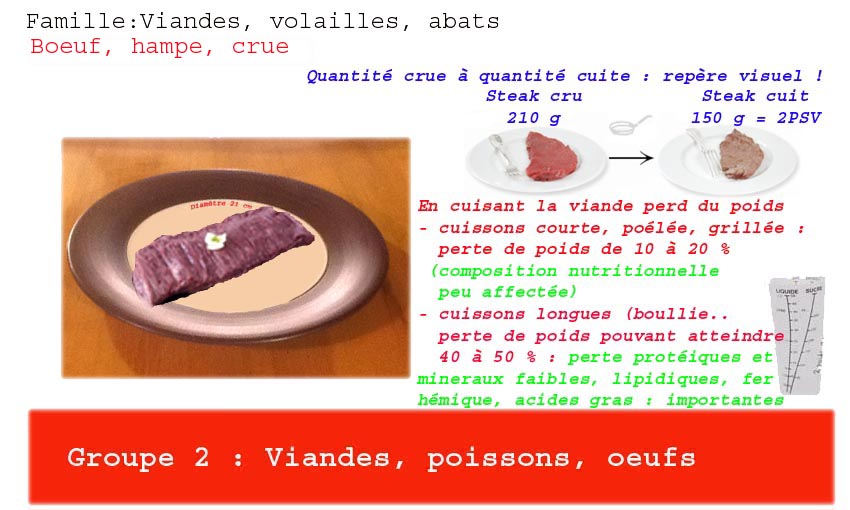 Famille:Viandes, volailles, abats
Boeuf, hampe, crue
Quantité crue à quantité cuite : repère visuel !
Steak cru
210 g
Steak cuit
150 g = 2PSV
Diamètre 21 cm
En cuisant la viande perd du poids
- cuissons courte, poélée, grillée :
perte de poids de 10 à 20 %
(composition nutritionnelle
peu affectée)
- cuissons longues (boullie..
perte de poids pouvant atteindre
40 à 50 % : perte protéiques et
mineraux faibles, lipidiques, fer
hémique, acides gras : importantes
LIQUIDE SUCRE
Groupe 2 : Viandes, poissons, oeufs